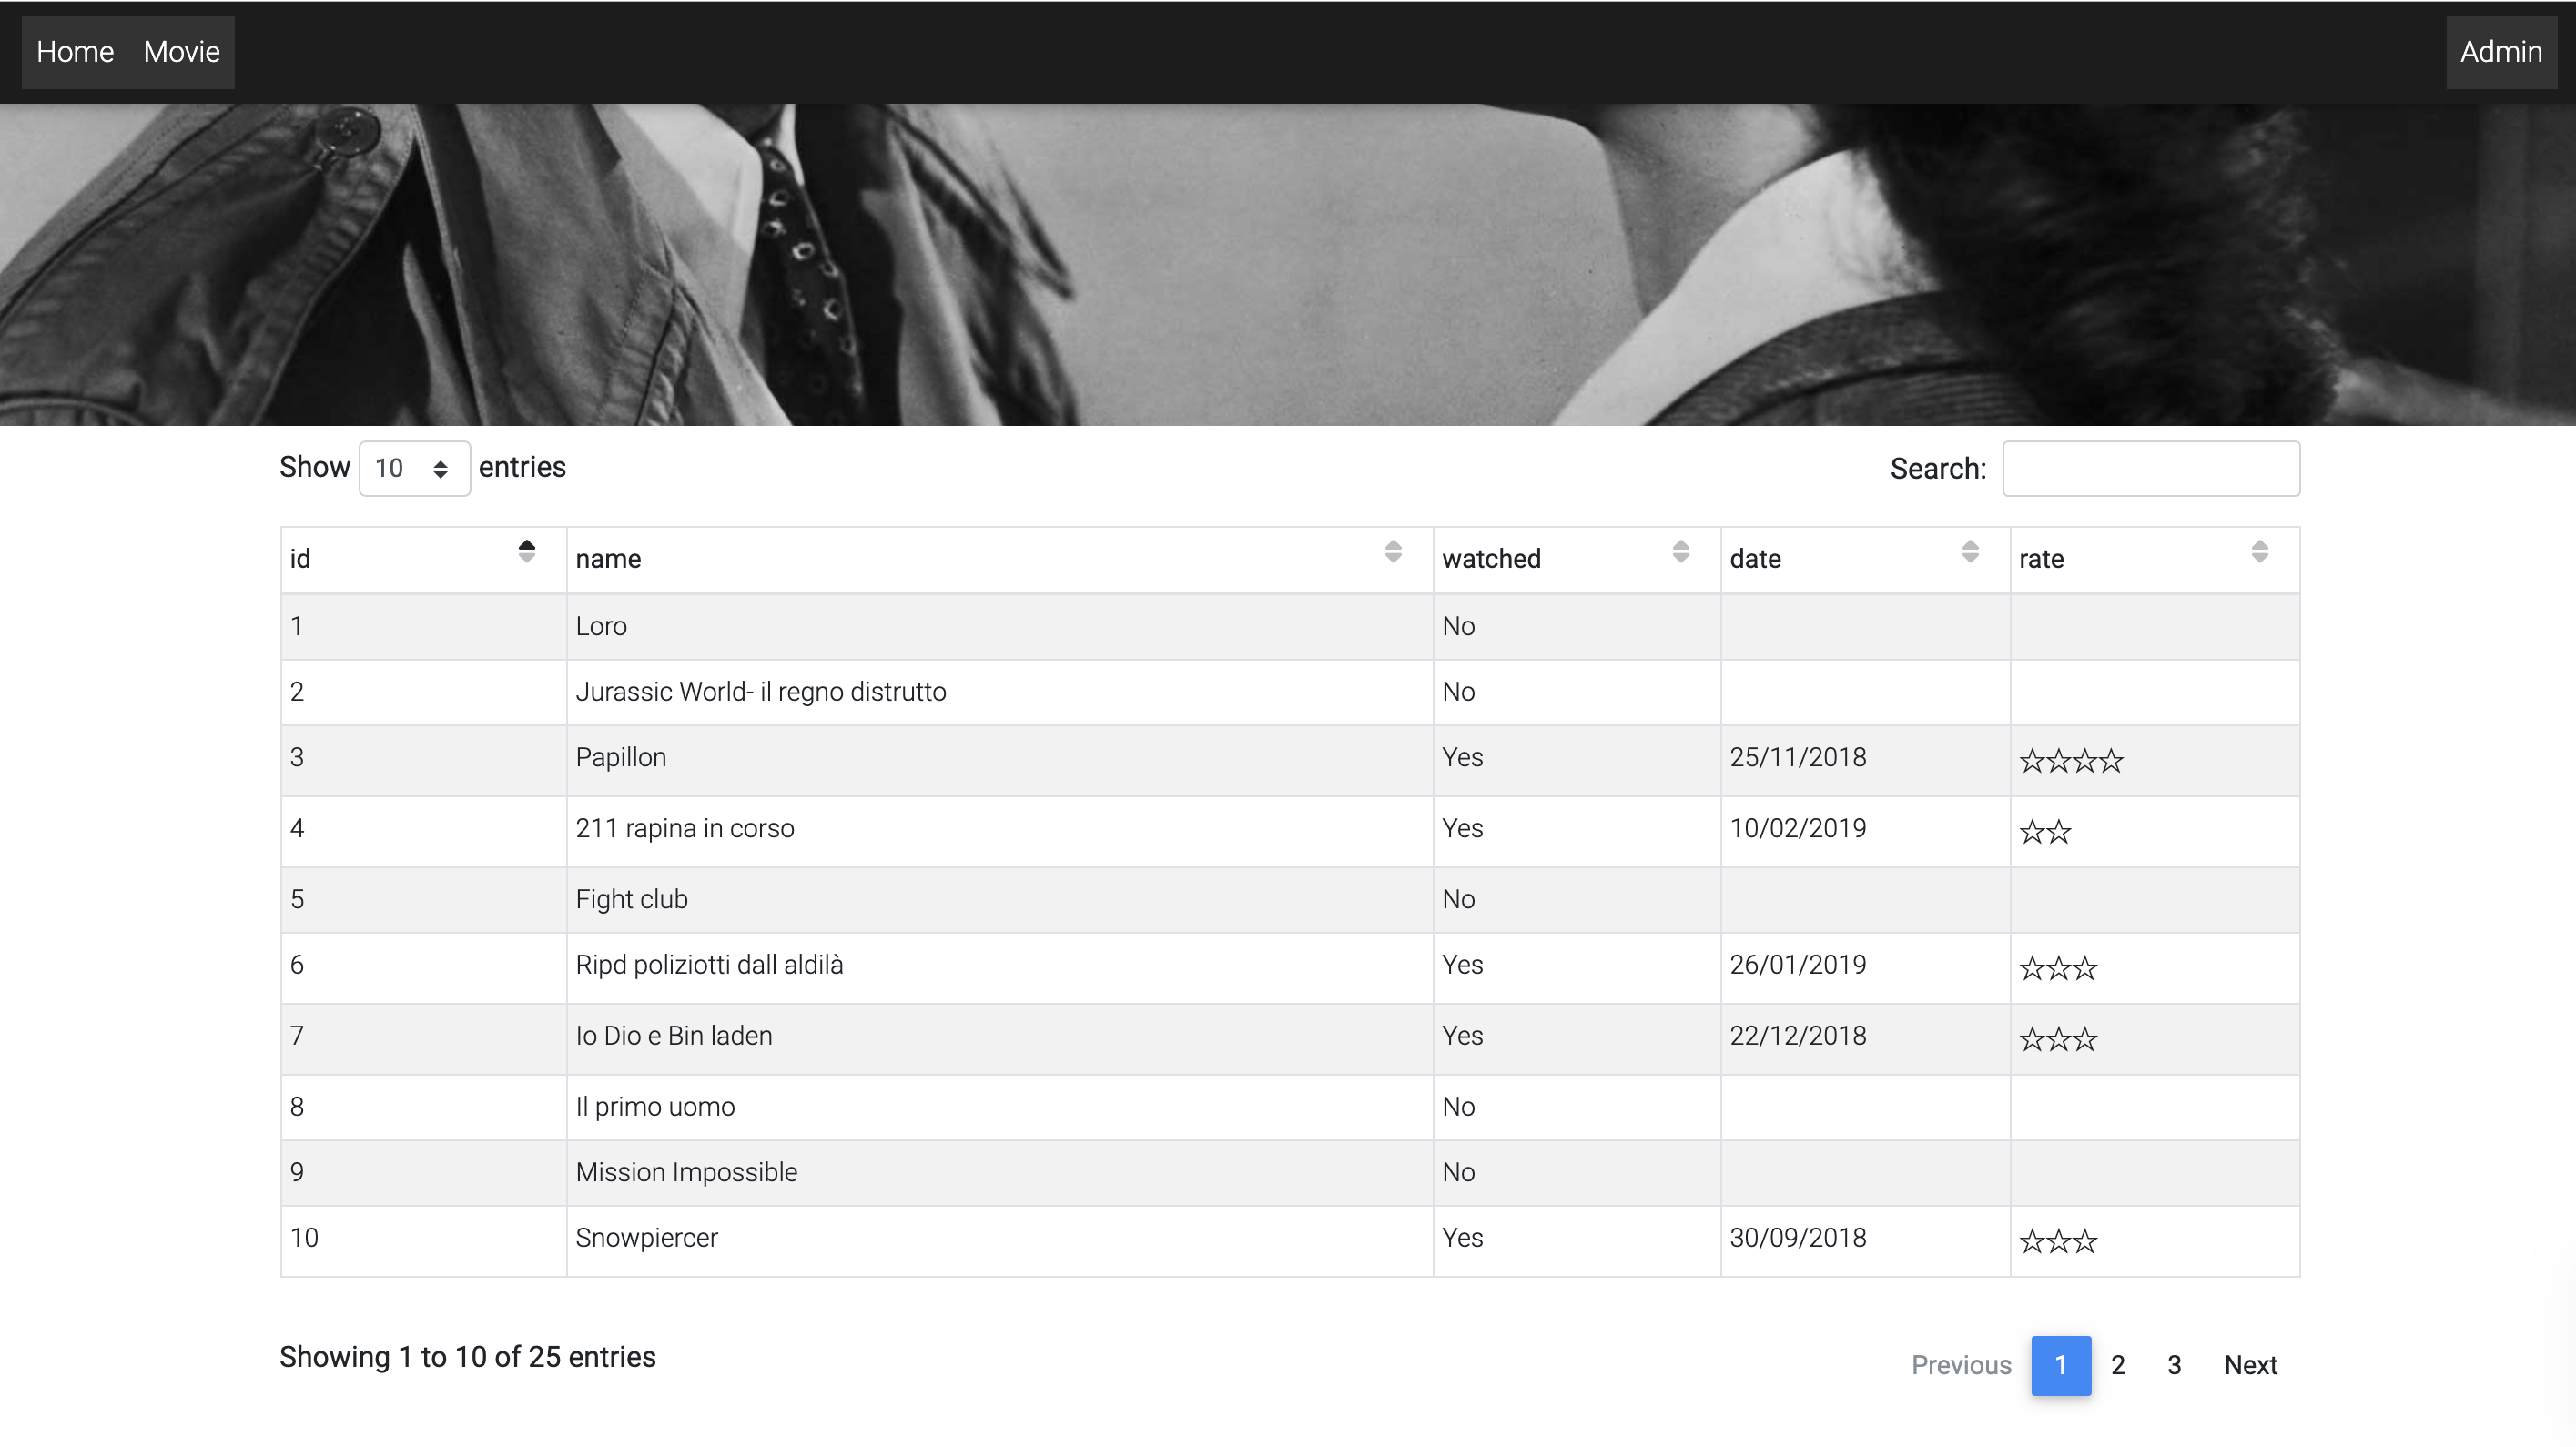 Home Movie Admin
Show 10 entries Search:
id name watched date rate
1 Loro No
2 Jurassic World- il regno distrutto No
3 Papillon Yes 25/11/2018 ☆☆☆☆
4 211 rapina in corso Yes 10/02/2019 ☆☆
5 Fight club No
6 Ripd poliziotti dall aldilà Yes 26/01/2019 ☆☆☆
7 Io Dio e Bin laden Yes 22/12/2018 ☆☆☆
8 Il primo uomo No
9 Mission Impossible No
10 Snowpiercer Yes 30/09/2018 ☆☆☆
Showing 1 to 10 of 25 entries Previous 1 2 3 Next